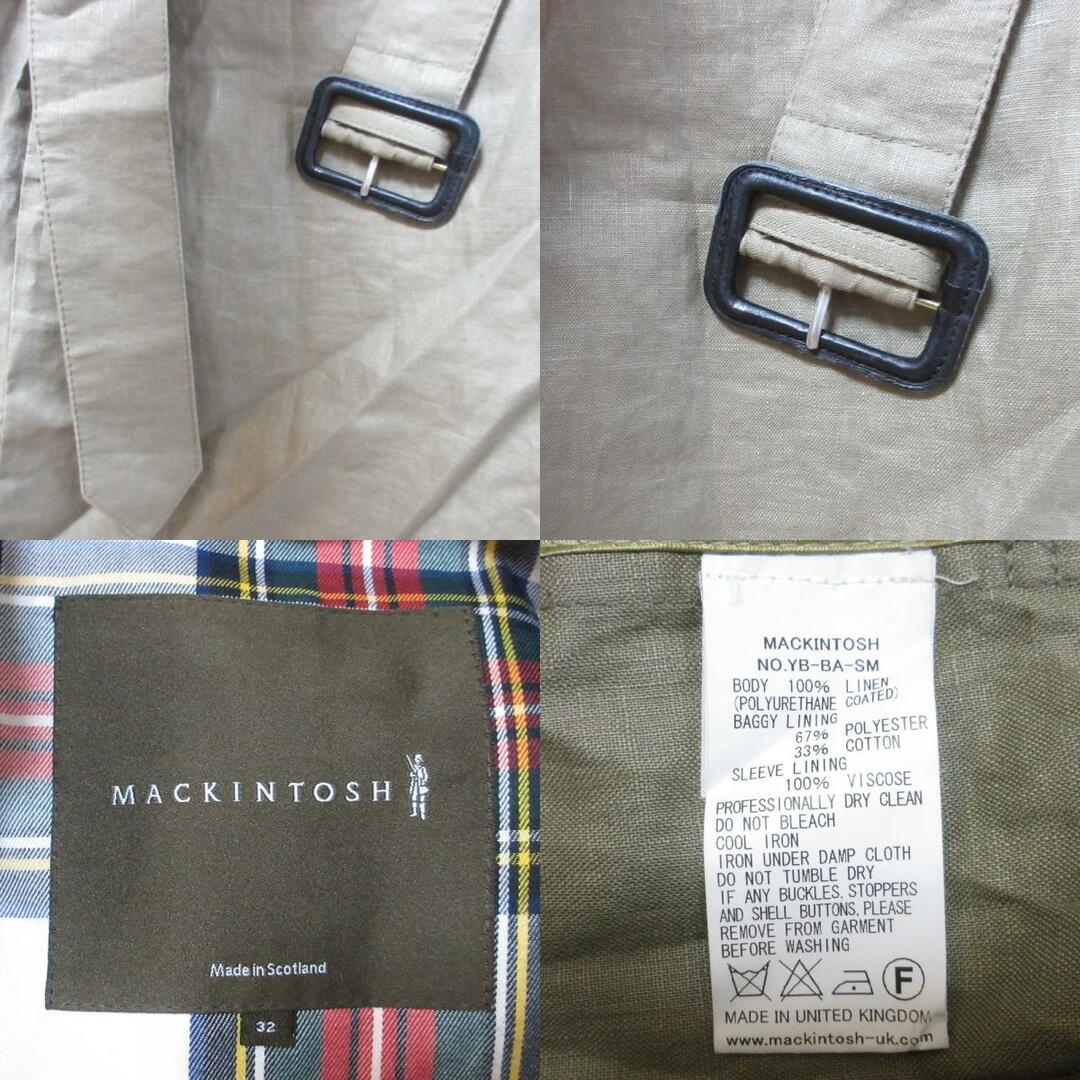 MACKINTOSH
Made in Scotland
32
MACKINTOSH
NO.YB-BA-SM
BODY 100% LINEN
(POLYURETHANE COATED)
BAGGY LINING
67% POLYESTER
33% COTTON
SLEEVE LINING
100% VISCOSE
PROFESSIONALLY DRY CLEAN
DO NOT BLEACH
COOL IRON
IRON UNDER DAMP CLOTH
DO NOT TUMBLE DRY
IF ANY BUCKLES, STOPPERS
AND SHELL BUTTONS, PLEASE
REMOVE FROM GARMENT
BEFORE WASHING
F
MADE IN UNITED KINGDOM
www.mackintosh-uk.com